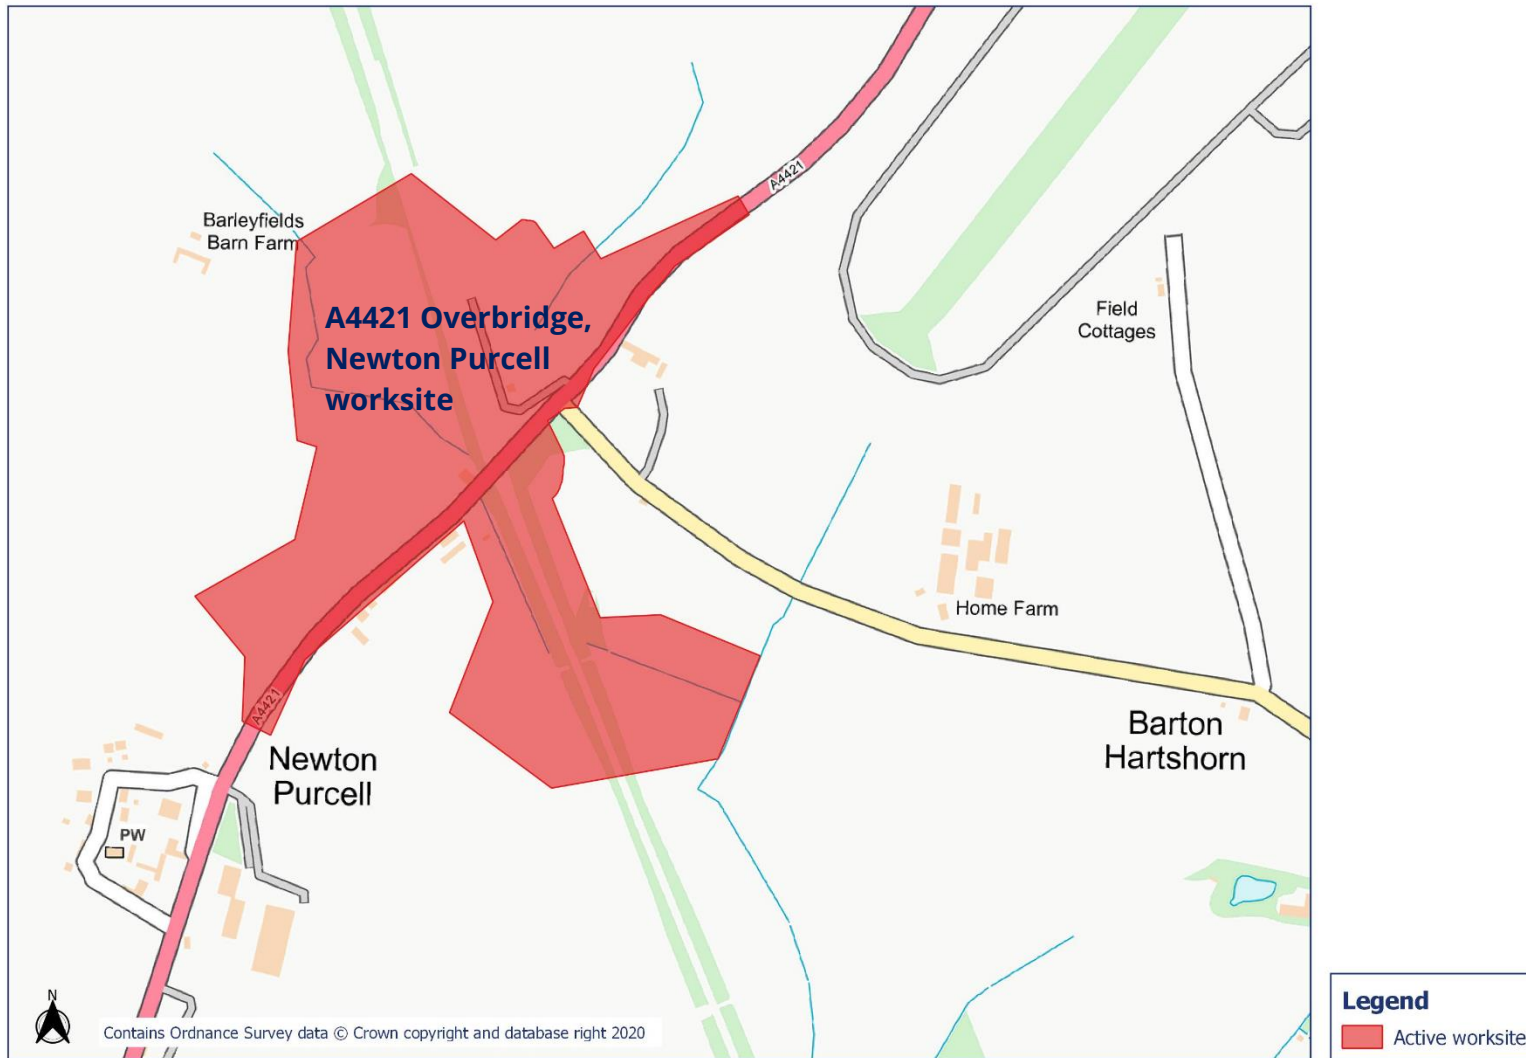 A4421
Barleyfields
Barn Farm
A4421 Overbridge,
Newton Purcell
worksite
Field
Cottages
Home Farm
A4421
Barton
Hartshorn
Newton
Purcell
PW
N
Contains Ordnance Survey data © Crown copyright and database right 2020
Legend
Active worksite